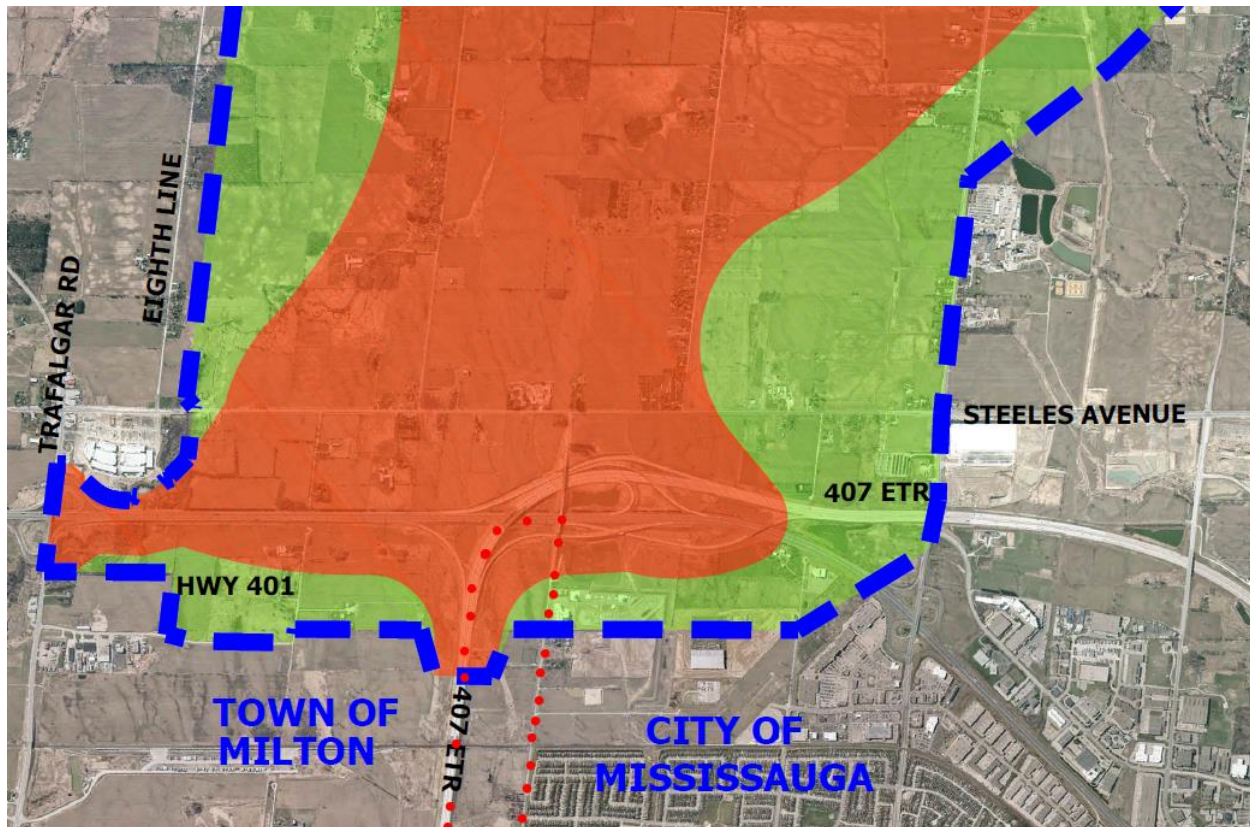 EIGHTH LINE
TRAFALGAR RD
STEELES AVENUE
407 ETR
HWY 401
407 ETR
TOWN OF
MILTON
CITY OF
MISSISSAUGA